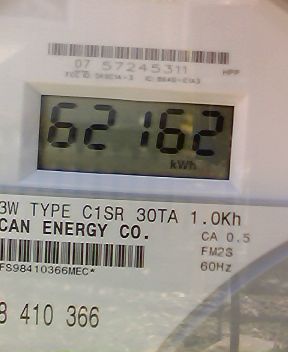 07 57245311
HPP
62162
kWh
3W TYPE C1SR 30TA 1.0Kh
CAN ENERGY CO.
CA 0.5
FM2S
60Hz
FS98410366MEC*
8 410 366